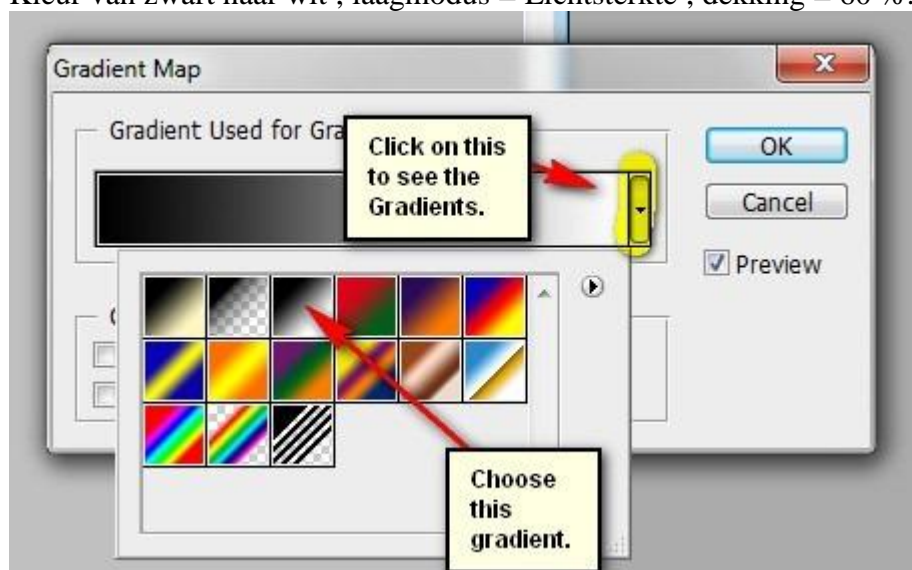 Kleur van zwart naar wit , laagmodus = Lichtsterkte , dekking = 60 %.
Gradient Map
Gradient Used for Gra
Click on this
to see the
Gradients.
OK
Cancel
Preview
Choose
this
gradient.